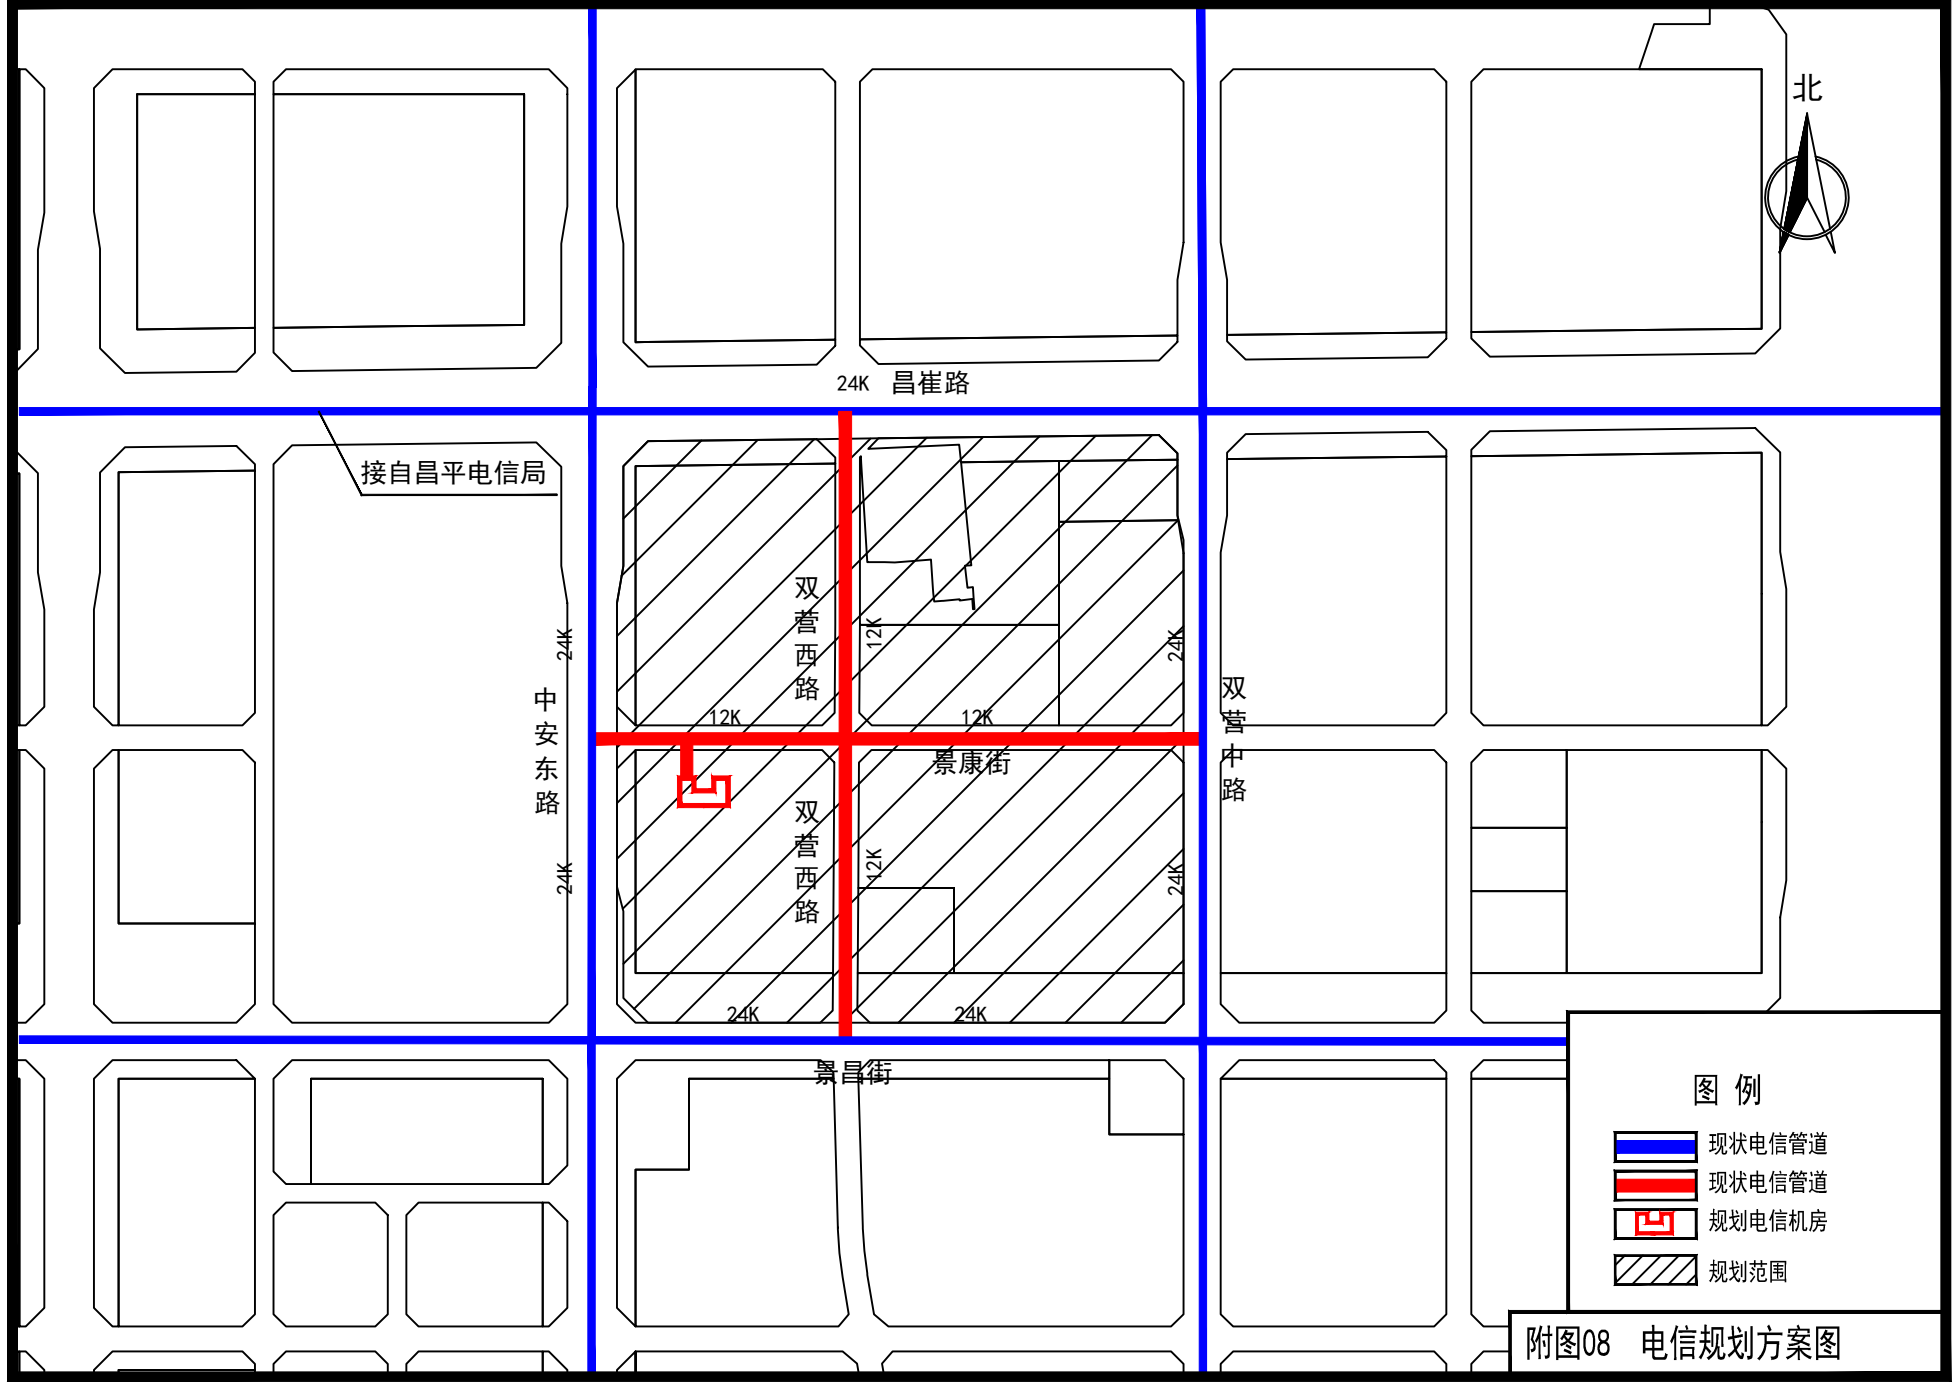 北
24K 昌崔路
接自昌平电信局
双营西路
12K
24K
24K
中安东路
双营中路
12K
12K
景康街
双营西路
12K
24K
24K
24K
24K
景昌街
图 例
现状电信管道
现状电信管道
规划电信机房
规划范围
附图08 电信规划方案图